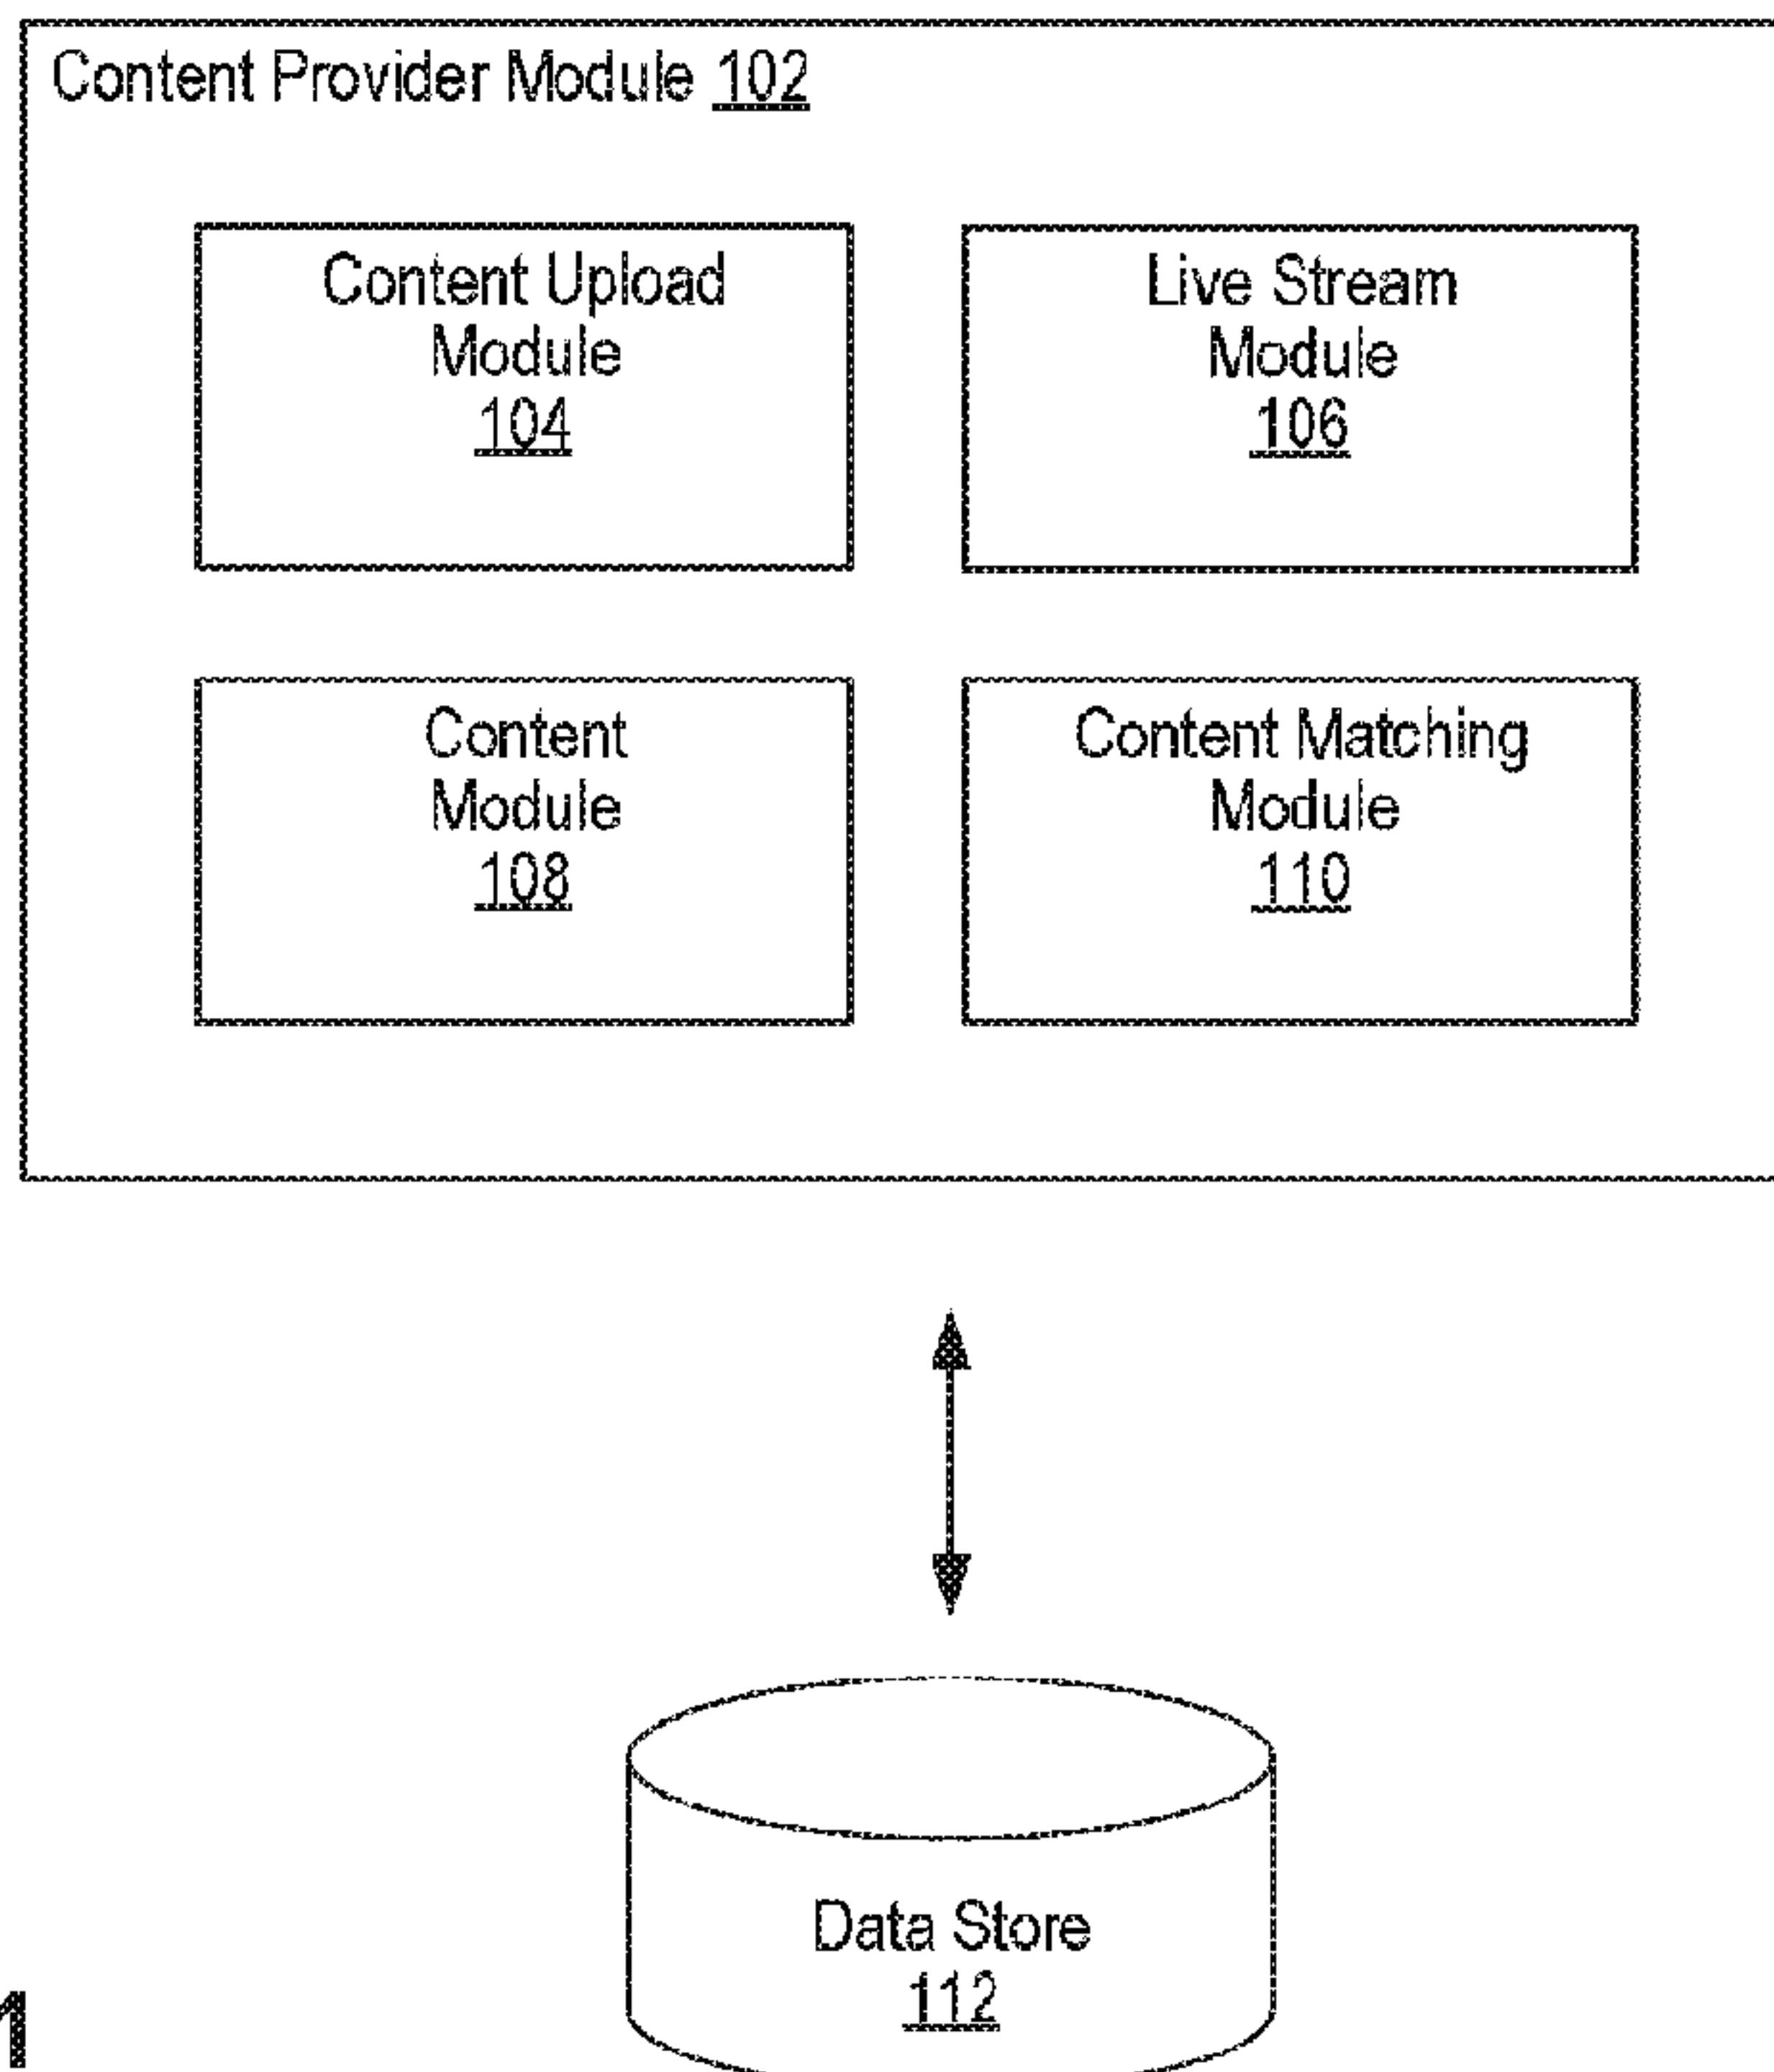 Content Provider Module 102
Content Upload
Module
104
Live Stream
Module
106
Content
Module
108
Content Matching
Module
110
Data Store
112
1